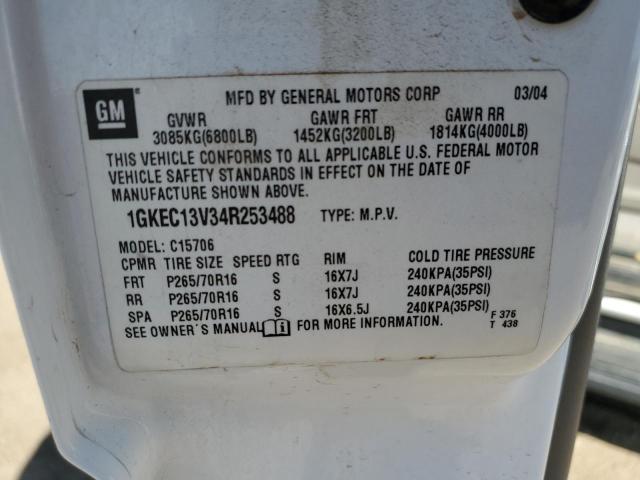 GM
MFD BY GENERAL MOTORS CORP 03/04
GVWR GAWR FRT GAWR RR
3085KG(6800LB) 1452KG(3200LB) 1814KG(4000LB)
THIS VEHICLE CONFORMS TO ALL APPLICABLE U.S. FEDERAL MOTOR
VEHICLE SAFETY STANDARDS IN EFFECT ON THE DATE OF
MANUFACTURE SHOWN ABOVE.
1GKEC13V34R253488 TYPE: M.P.V.
MODEL: C15706
CPMR TIRE SIZE SPEED RTG RIM COLD TIRE PRESSURE
FRT P265/70R16 S 16X7J 240KPA(35PSI)
RR P265/70R16 S 16X7J 240KPA(35PSI)
SPA P265/70R16 S 16X6.5J 240KPA(35PSI)
SEE OWNER'S MANUAL FOR MORE INFORMATION.
F 376
T 438